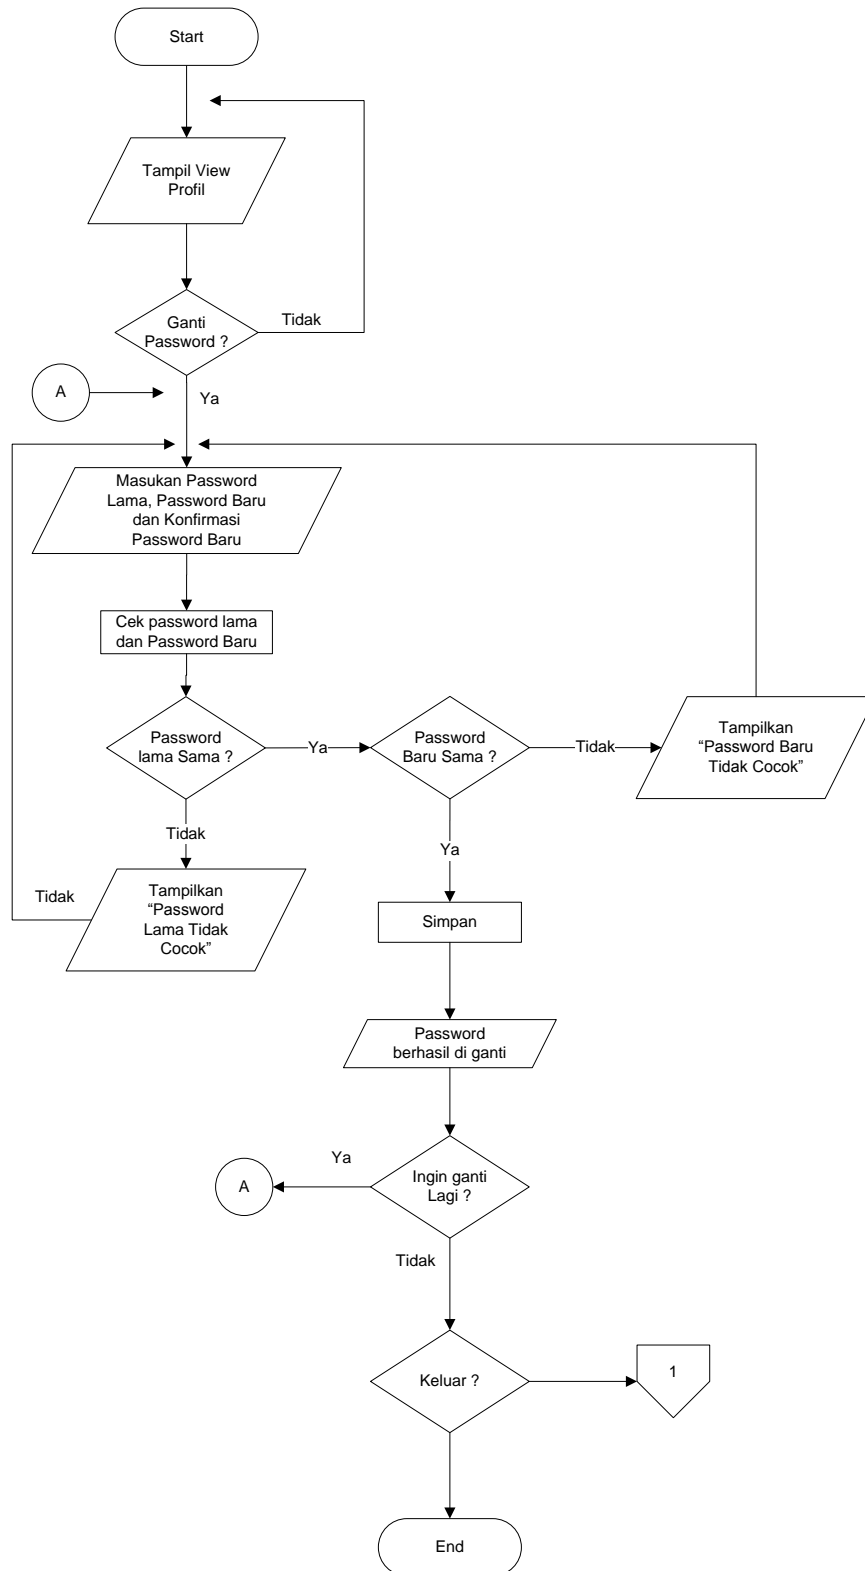 Start
Tampil View
Profil
Ganti
Password ?
Tidak
A
Ya
Masukan Password
Lama, Password Baru
dan Konfirmasi
Password Baru
Cek password lama
dan Password Baru
Password
lama Sama ?
Ya
Password
Baru Sama ?
Tidak
Tampilkan
“Password Baru
Tidak Cocok”
Tidak
Ya
Tidak
Tampilkan
“Password
Lama Tidak
Cocok”
Simpan
Password
berhasil di ganti
Ya
A
Ingin ganti
Lagi ?
Tidak
Keluar ?
1
End